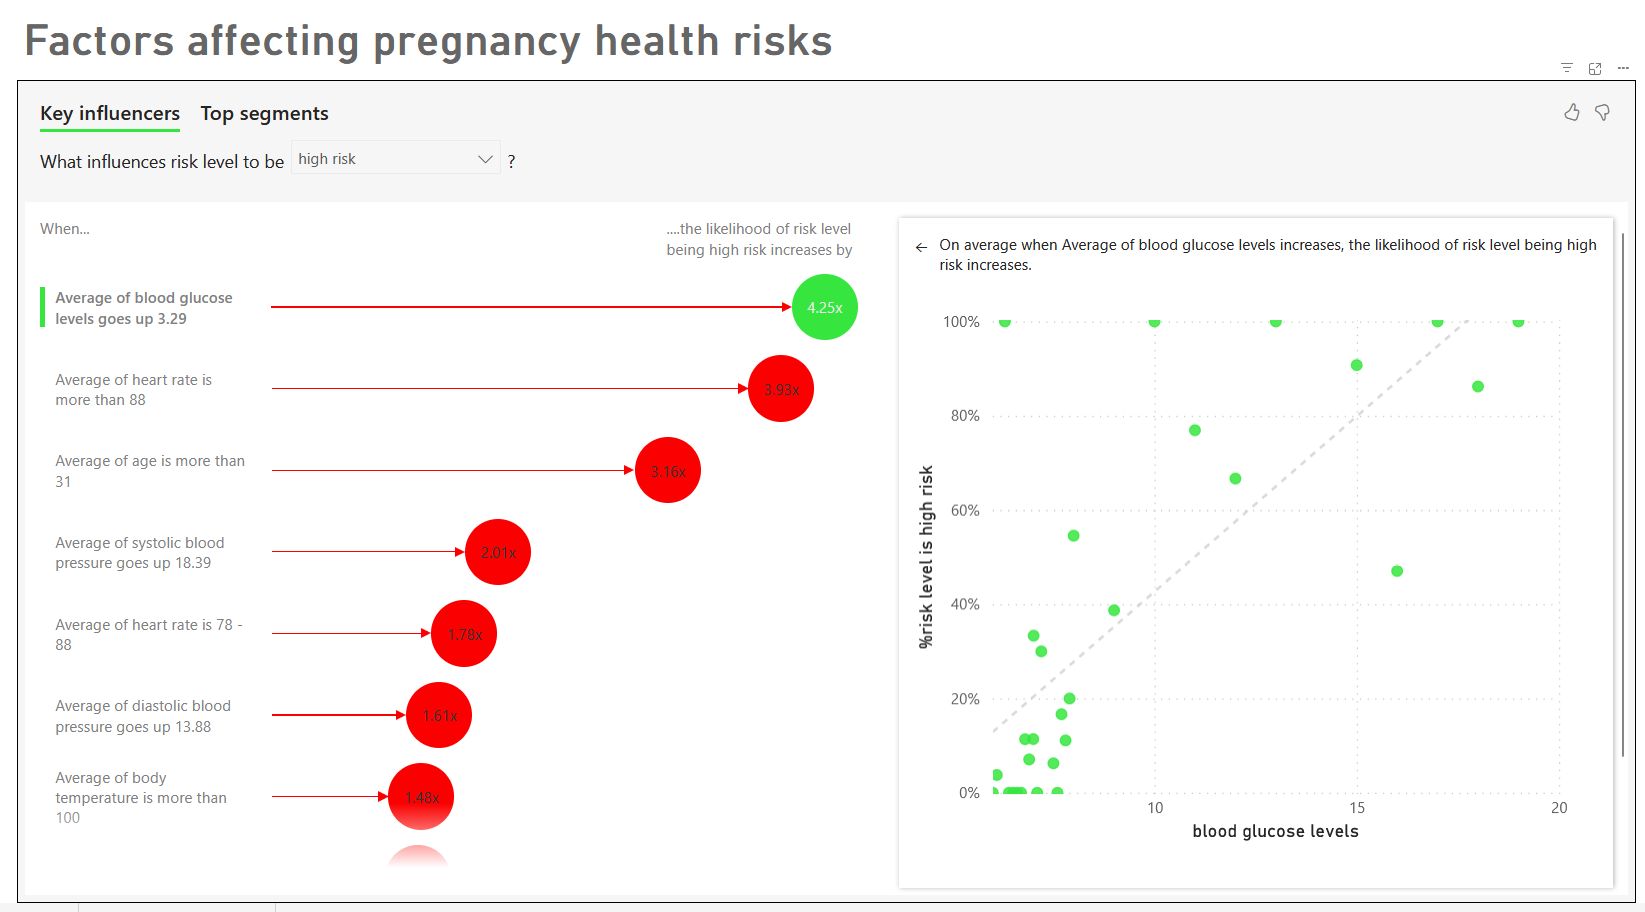 Factors affecting pregnancy health risks
Key influencers
Top segments
What influences risk level to be
high risk
?
When...
....the likelihood of risk level
being high risk increases by
Average of blood glucose
levels goes up 3.29
4.25x
Average of heart rate is
more than 88
3.93x
Average of age is more than
31
3.16x
Average of systolic blood
pressure goes up 18.39
2.01x
Average of heart rate is 78 -
88
1.78x
Average of diastolic blood
pressure goes up 13.88
1.61x
Average of body
temperature is more than
100
1.48x
On average when Average of blood glucose levels increases, the likelihood of risk level being high
risk increases.
100%
80%
60%
40%
20%
0%
%risk level is high risk
10
15
20
blood glucose levels